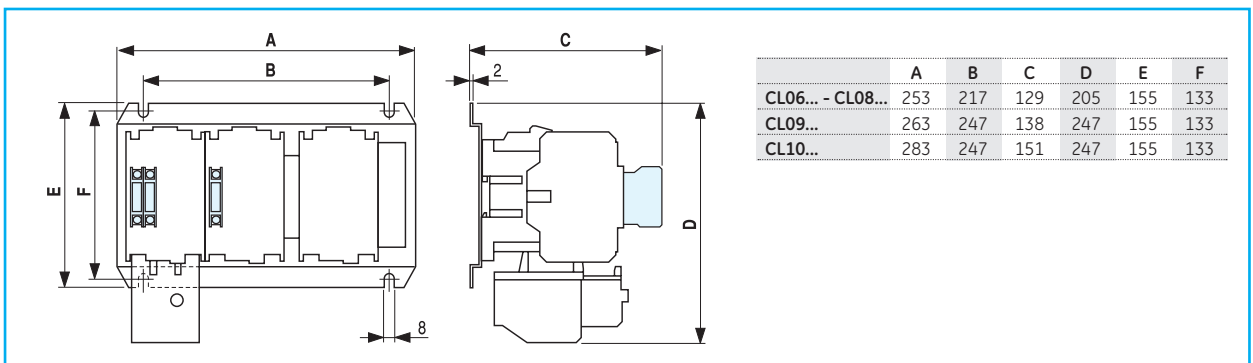 A
B
C
2
E
F
D
8
A B C D E F
CL06... - CL08... 253 217 129 205 155 133
CL09... 263 247 138 247 155 133
CL10... 283 247 151 247 155 133